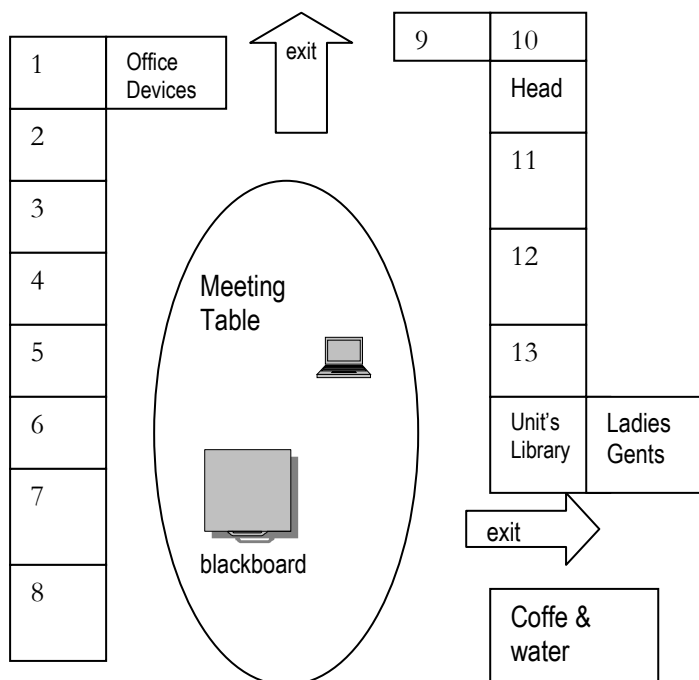 1
Office
Devices
exit
9
10
Head
2
11
3
12
4
Meeting
Table
5
13
6
Unit's
Library
Ladies
Gents
7
exit
blackboard
8
Coffe &
water